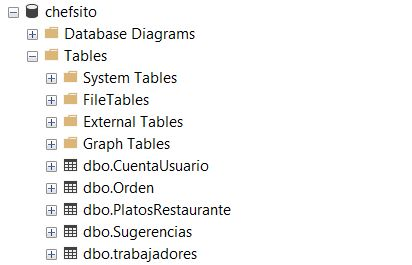 chefsito
Database Diagrams
Tables
System Tables
FileTables
External Tables
Graph Tables
dbo.CuentaUsuario
dbo.Orden
dbo.PlatosRestaurante
dbo.Sugerencias
dbo.trabajadores